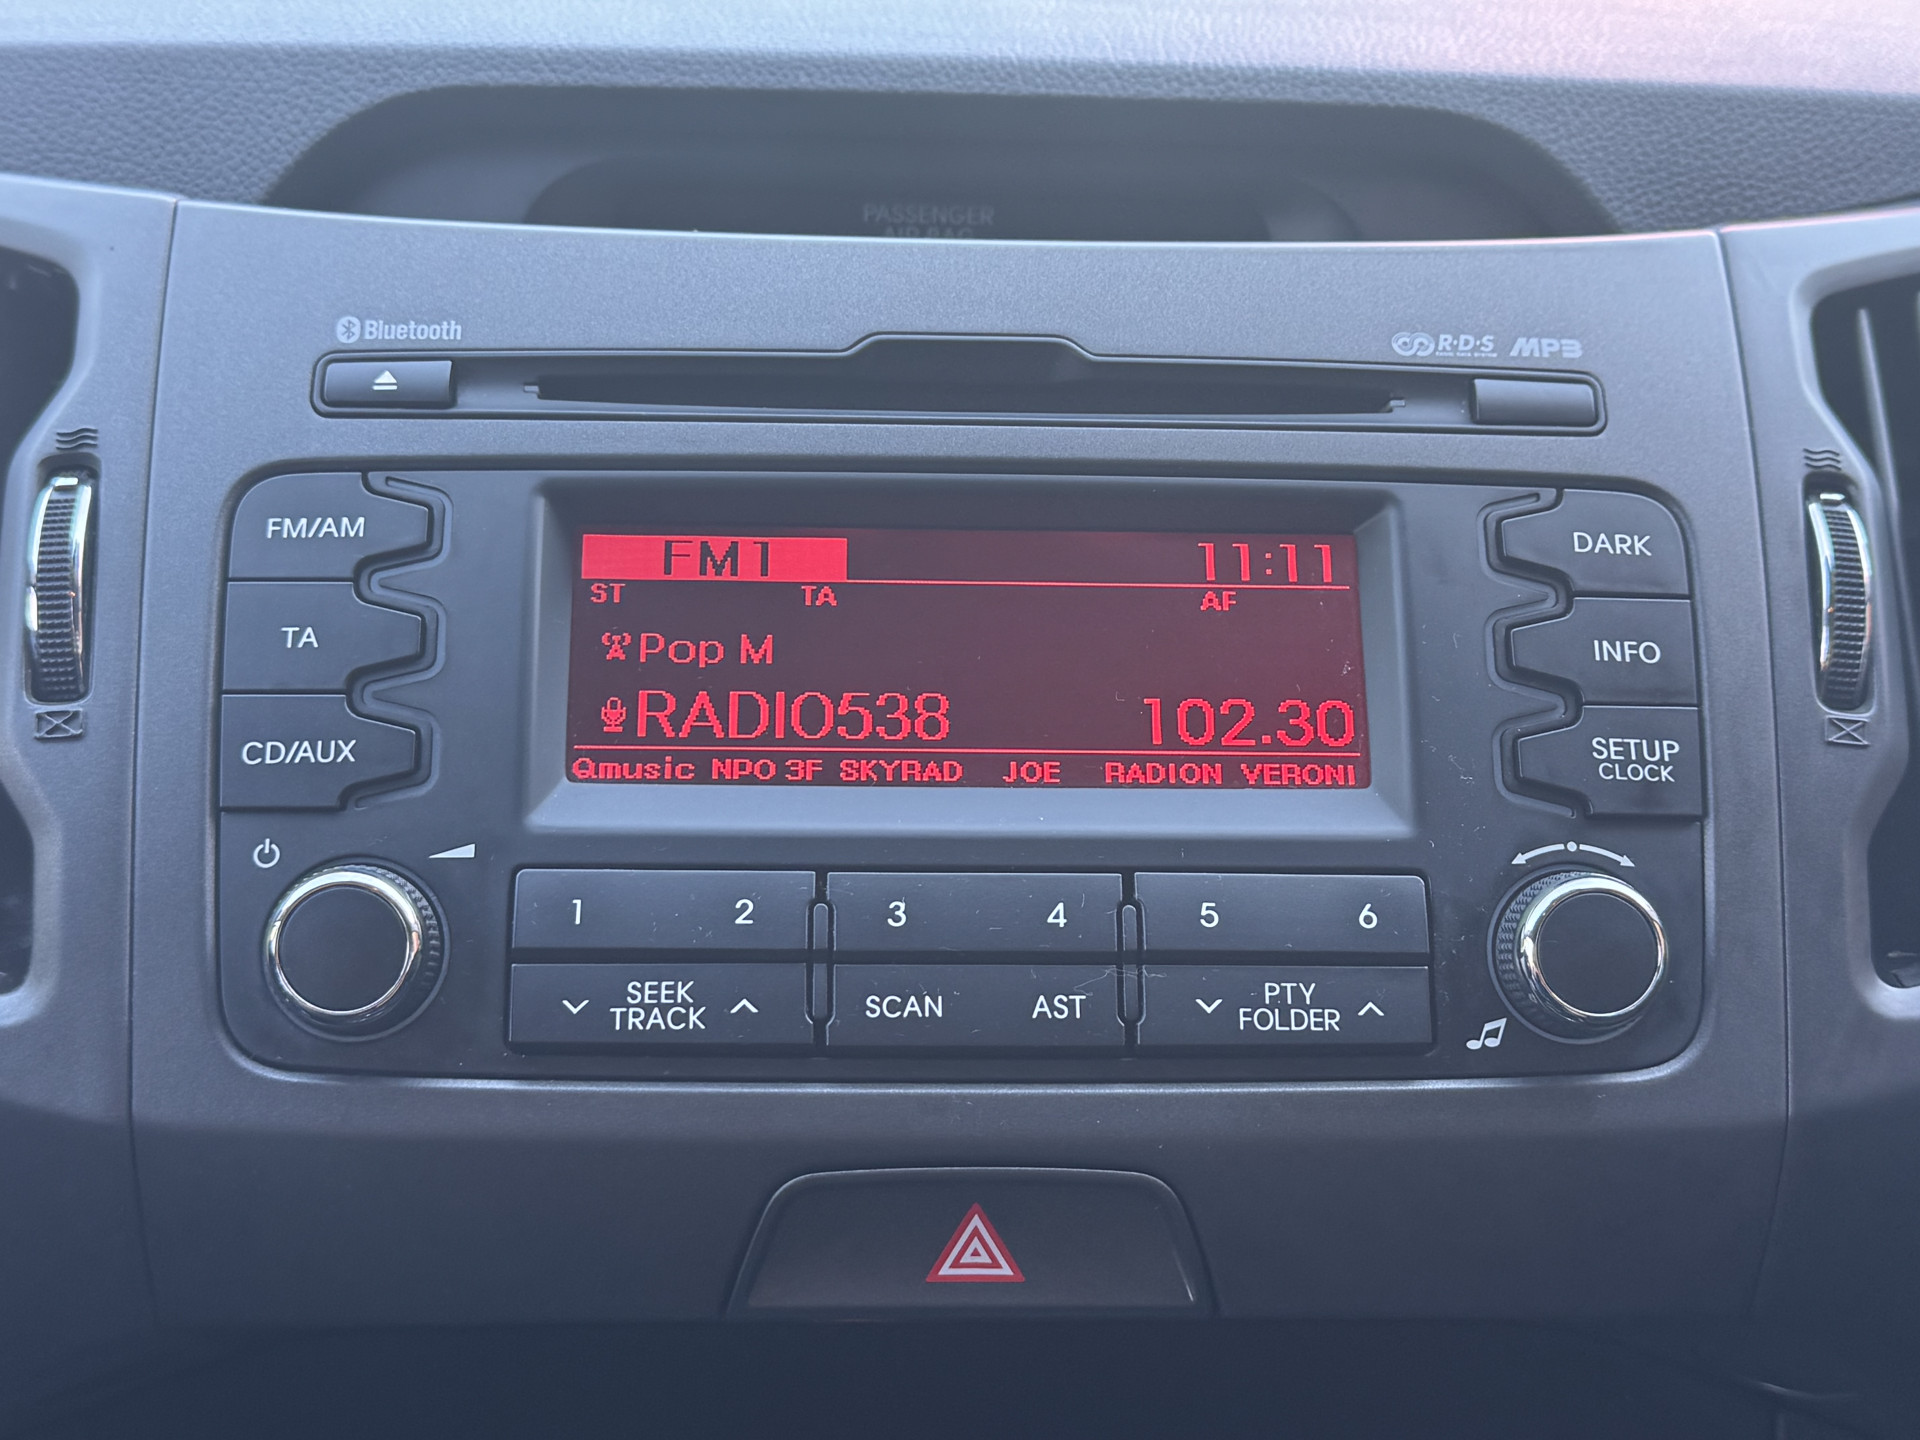 PASSENGER
AIR BAG
Bluetooth
R·D·S MP3
FM/AM
TA
CD/AUX
FM1 11:11
ST TA AF
Pop M
RADIO538 102.30
Qmusic NPO 3F SKYRAD JOE RADION VERONI
DARK
INFO
SETUP
CLOCK
1 2 3 4 5 6
SEEK
TRACK
SCAN AST
PTY
FOLDER